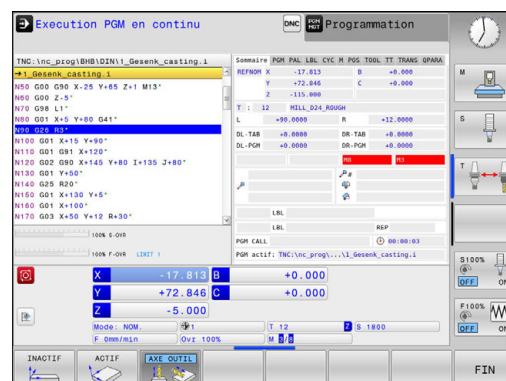 Execution PGM en continu
DNC
PGM MDT
Programmation
TNC:\nc_prog\BHB\DIN\1_Gesenk_casting.i
→1_Gesenk_casting.i
N50 G00 G90 X-25 Y+65 Z+1 M13*
N60 G00 Z-5*
N70 G98 L1*
N80 G01 X+5 Y+80 G41*
N90 G26 R3*
N100 G01 X+15 Y+90*
N110 G01 G91 X+120*
N120 G02 G90 X+145 Y+80 I+135 J+80*
N130 G01 Y+50*
N140 G25 R20*
N150 G01 X+130 Y+5*
N160 G01 X+100*
N170 G03 X+50 Y+12 R+30*
100% G-OVR
100% F-OVR LIMIT 1
Sommaire PGM PAL LBL CYC M POS TOOL TT TRANS QPARA
REFNOM X -17.813 B +0.000
Y +72.846 C +0.000
Z -115.000
T : 12 MILL_D24_ROUGH
L +90.0000 R +12.0000
DL-TAB +0.0000 DR-TAB +0.0000
DL-PGM +0.0000 DR-PGM +0.0000
M8 M3
P #
LBL
LBL REP
PGM CALL 00:00:03
PGM actif: TNC:\nc_prog\...\1_Gesenk_casting.i
X -17.813 B +0.000
Y +72.846 C +0.000
Z -5.000
Mode: NOM. 1 T 12 Z S 1800
F 0mm/min Ovr 100% M 3/8
M
S
T
S100%
OFF ON
F100%
OFF ON
INACTIF
ACTIF
AXE OUTIL
FIN